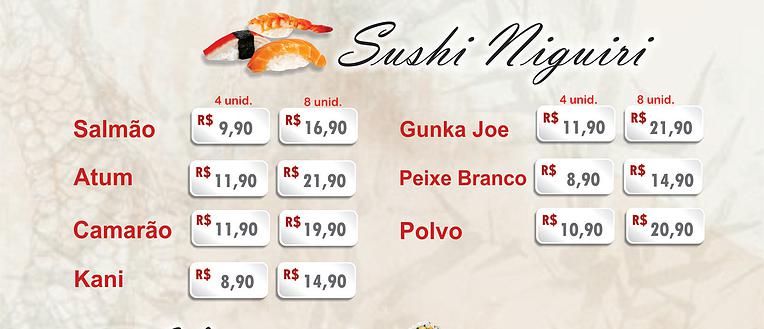 Sushi Niguiri
4 unid. 8 unid.
Salmão R$ 9,90 R$ 16,90
Atum R$ 11,90 R$ 21,90
Camarão R$ 11,90 R$ 19,90
Kani R$ 8,90 R$ 14,90
4 unid. 8 unid.
Gunka Joe R$ 11,90 R$ 21,90
Peixe Branco R$ 8,90 R$ 14,90
Polvo R$ 10,90 R$ 20,90